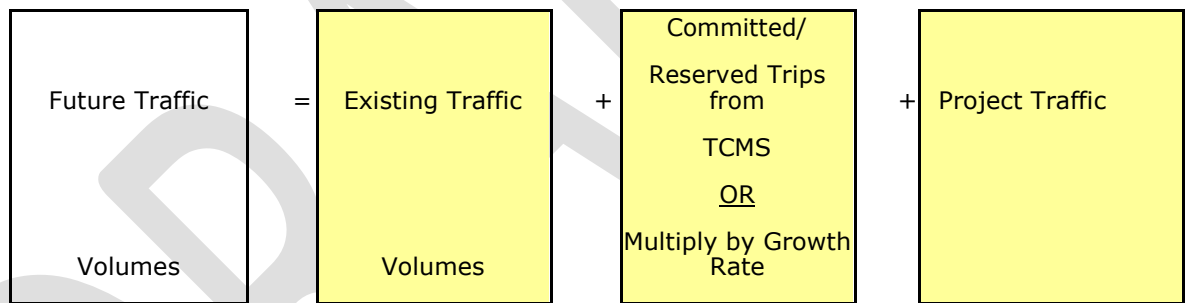 Future Traffic
Volumes
=
Existing Traffic
Volumes
+
Committed/
Reserved Trips
from
TCMS
OR
Multiply by Growth
Rate
+
Project Traffic